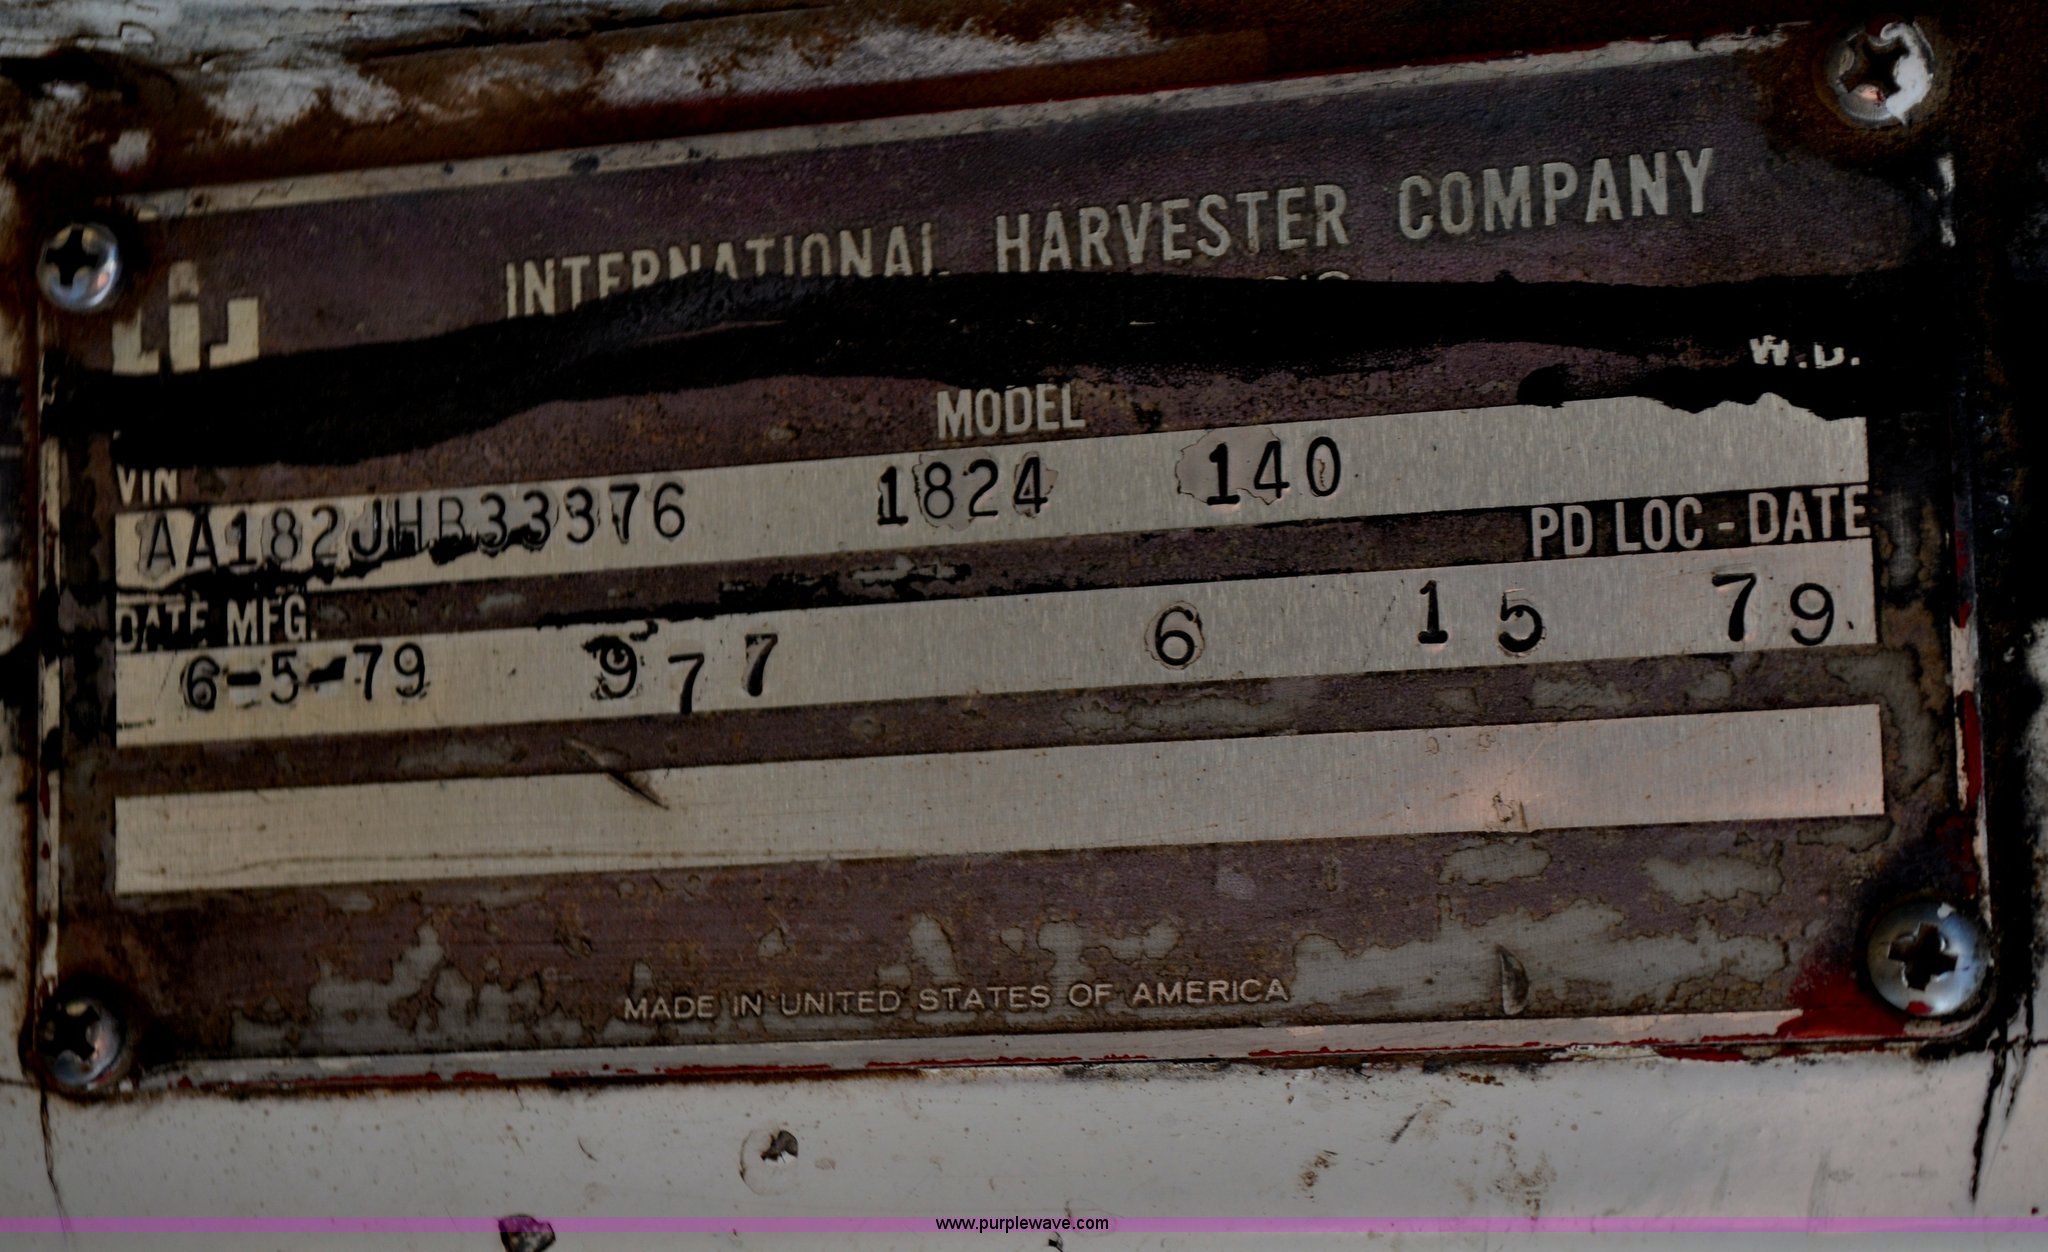 INTERNATIONAL HARVESTER COMPANY
W.B.
MODEL
VIN
AA182JHB33376 1824 140
PD LOC - DATE
DATE MFG.
6-5-79 977 6 15 79
MADE IN UNITED STATES OF AMERICA
www.purplewave.com